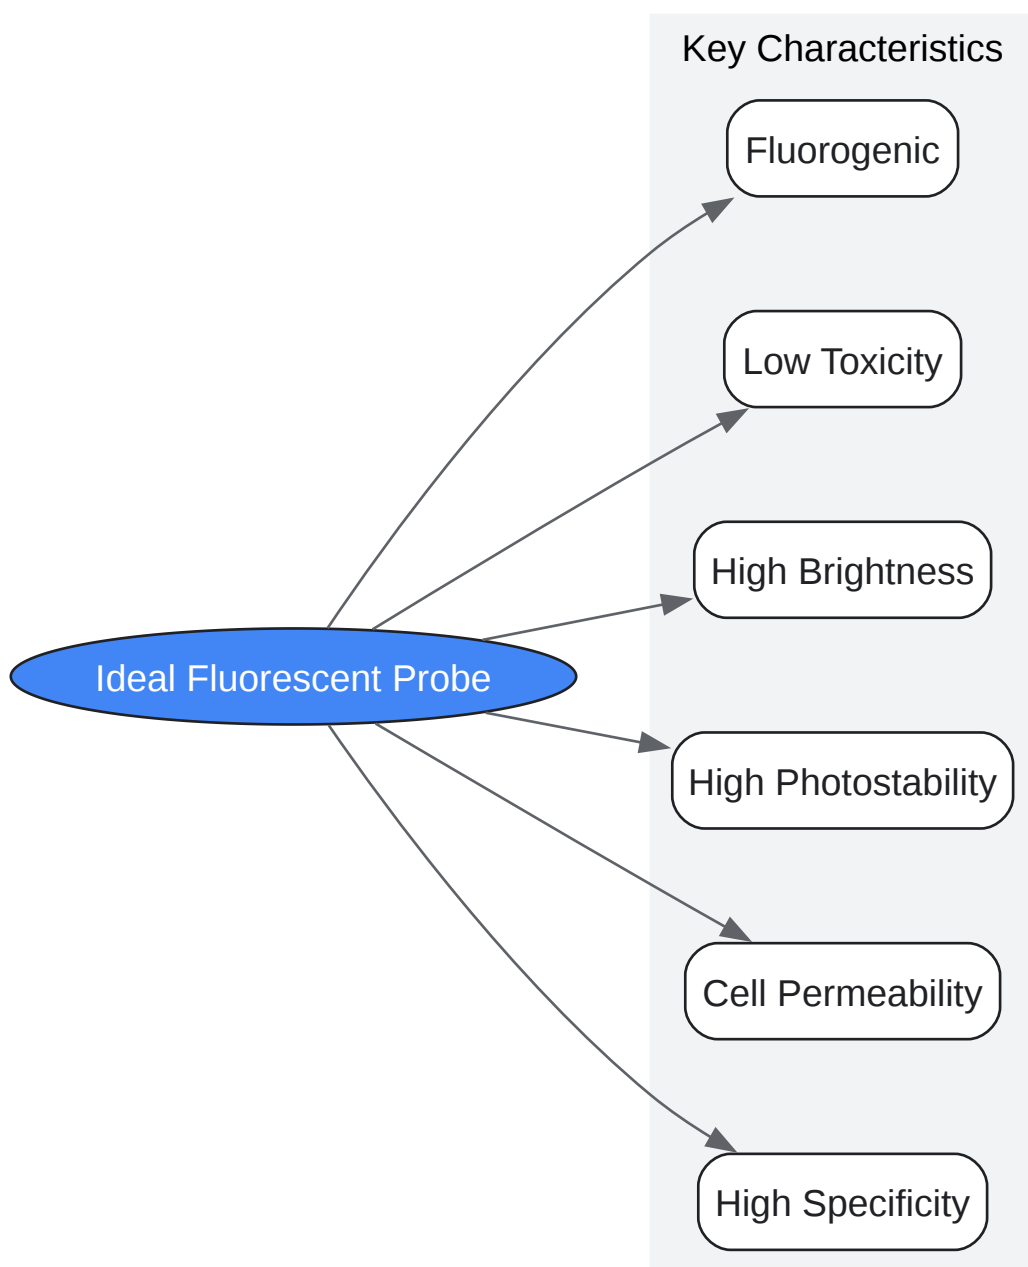 Key Characteristics
Fluorogenic
Low Toxicity
High Brightness
Ideal Fluorescent Probe
High Photostability
Cell Permeability
High Specificity